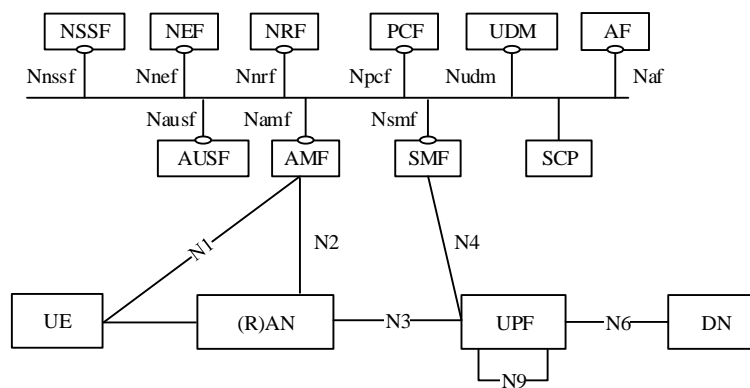 NSSF NEF NRF PCF UDM AF
Nnssf Nnef Nnrf Npcf Nudm Naf
Nausf Namf Nsmf
AUSF AMF SMF SCP
N1 N2 N4
UE (R)AN N3 UPF N6 DN
N9